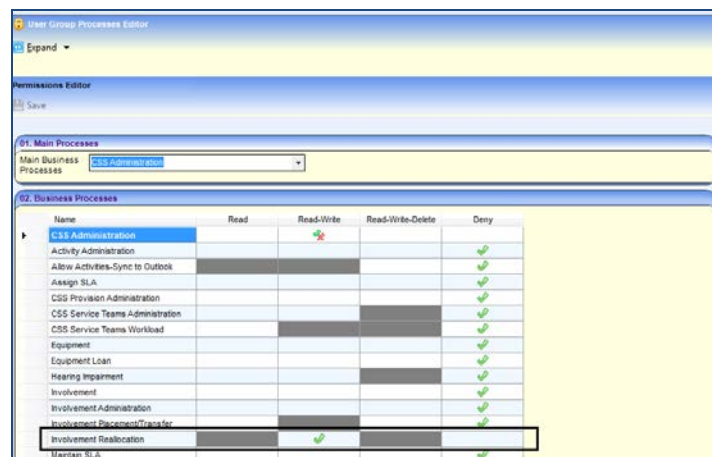 User Group Processes Editor
Expand
Permissions Editor
Save
01. Main Processes
Main Business Processes CSS Administration
02. Business Processes
Name Read Read-Write Read-Write-Delete Deny
CSS Administration
Activity Administration
Allow Activities-Sync to Outlook
Assign SLA
CSS Provision Administration
CSS Service Teams Administration
CSS Service Teams Workload
Equipment
Equipment Loan
Hearing Impairment
Involvement
Involvement Administration
Involvement Placement/Transfer
Involvement Reallocation
Maintain SLA